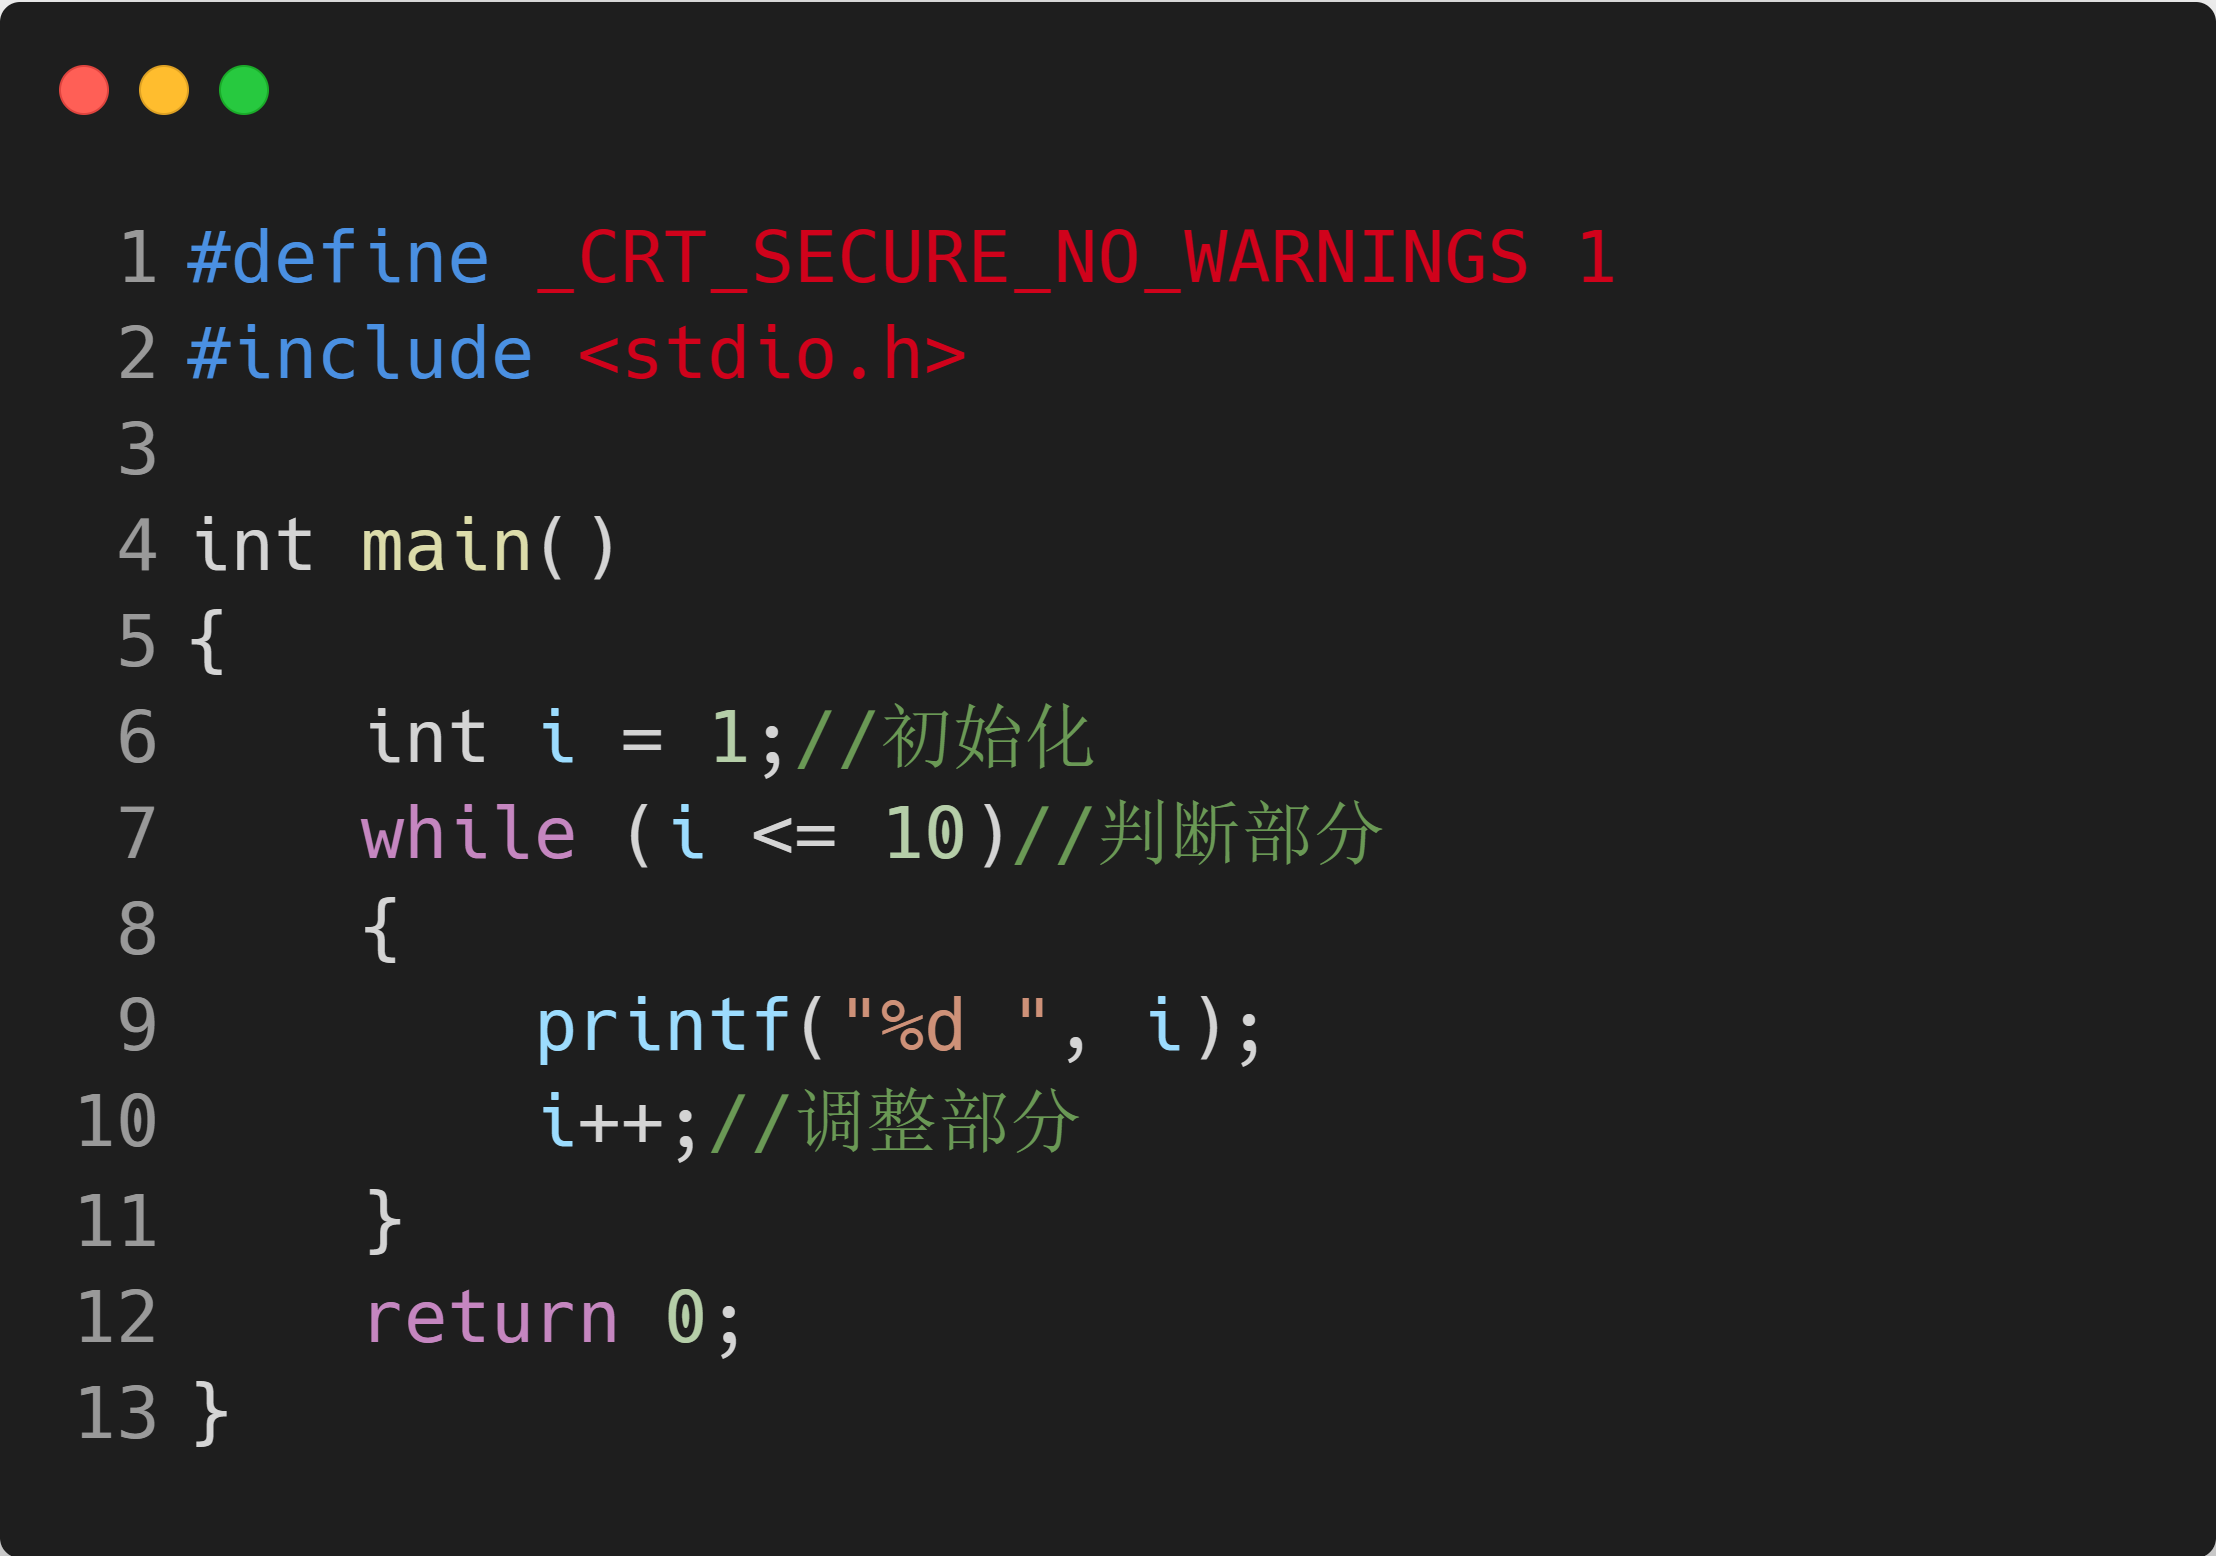 1 #define _CRT_SECURE_NO_WARNINGS 1
2 #include <stdio.h>
3
4 int main()
5 {
6     int i = 1;//初始化
7     while (i <= 10)//判断部分
8     {
9         printf("%d ", i);
10         i++;//调整部分
11     }
12     return 0;
13 }